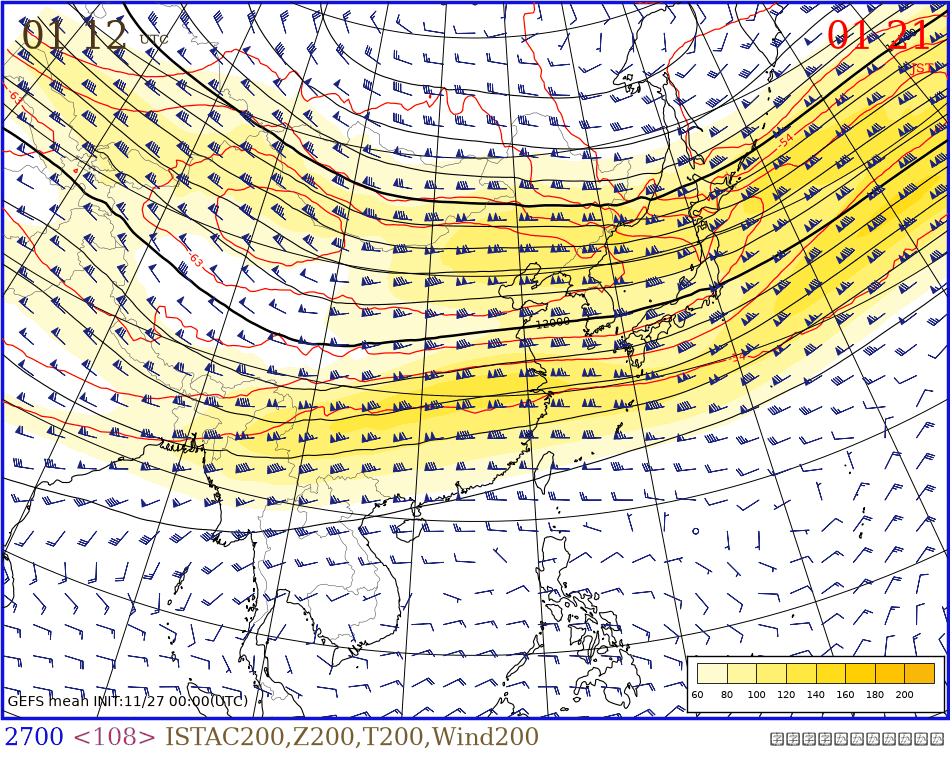 01 12 UTC
01 21 JST
-63
-54
-63
12000
60 80 100 120 140 160 180 200
GEFS mean INIT:11/27 00:00(UTC)
2700 <108> ISTAC200,Z200,T200,Wind200